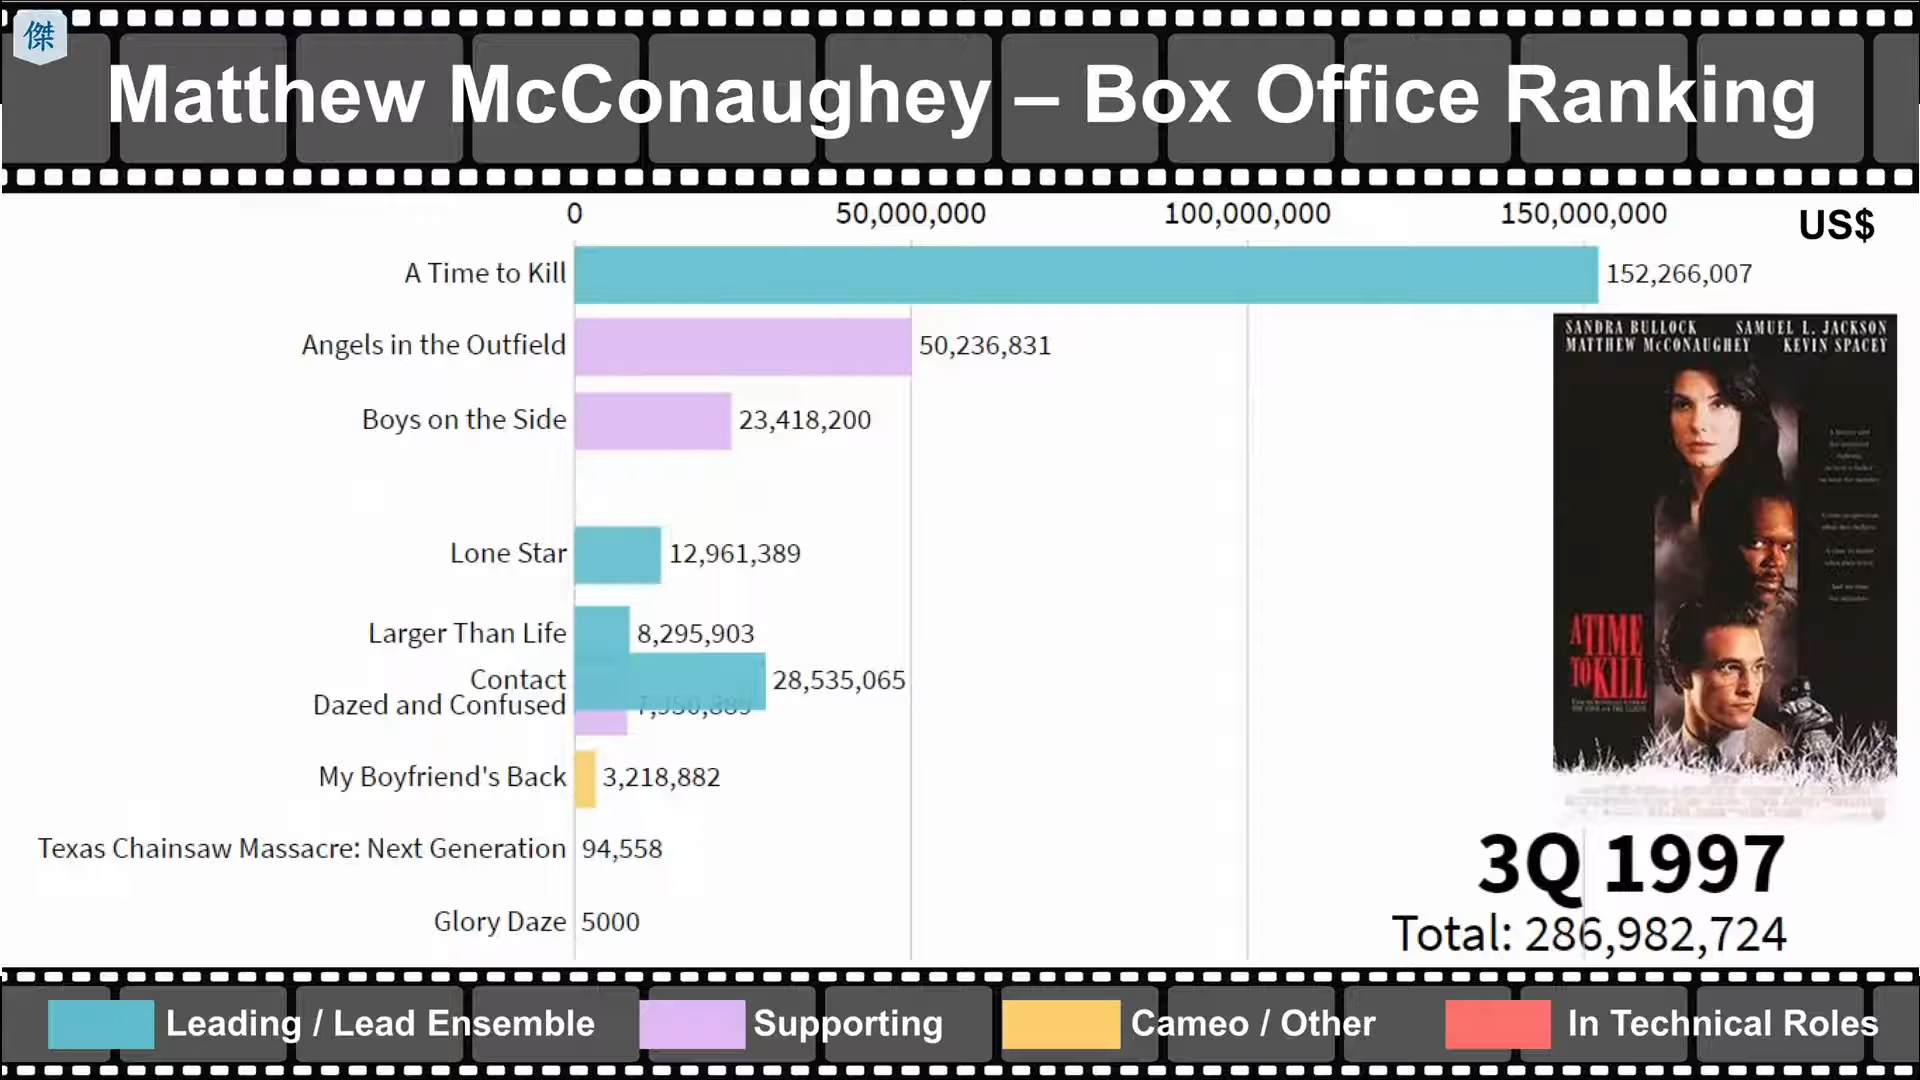 傑
Matthew McConaughey – Box Office Ranking
0 50,000,000 100,000,000 150,000,000 US$
A Time to Kill 152,266,007
Angels in the Outfield 50,236,831
Boys on the Side 23,418,200
Lone Star 12,961,389
Larger Than Life 8,295,903
Contact 28,535,065
Dazed and Confused
My Boyfriend's Back 3,218,882
Texas Chainsaw Massacre: Next Generation 94,558
Glory Daze 5000
SANDRA BULLOCK SAMUEL L. JACKSON
MATTHEW McCONAUGHEY KEVIN SPACEY
A TIME
TO KILL
3Q 1997
Total: 286,982,724
Leading / Lead Ensemble Supporting Cameo / Other In Technical Roles